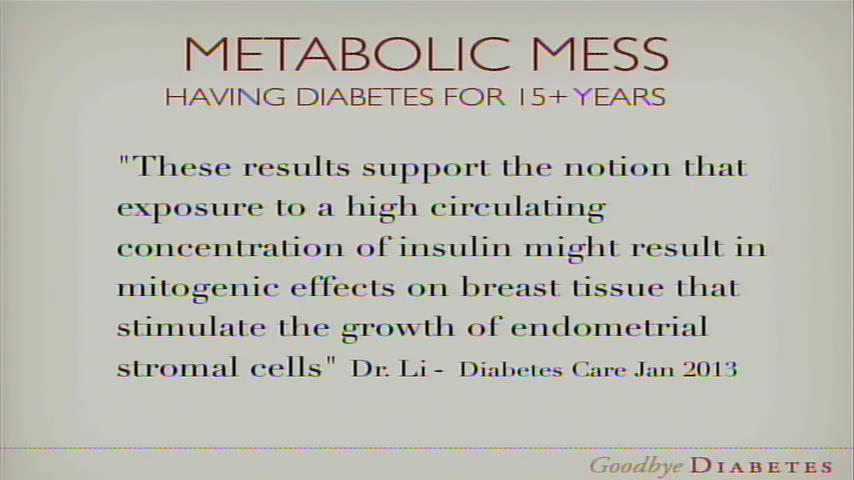 METABOLIC MESS
HAVING DIABETES FOR 15+ YEARS
"These results support the notion that
exposure to a high circulating
concentration of insulin might result in
mitogenic effects on breast tissue that
stimulate the growth of endometrial
stromal cells" Dr. Li - Diabetes Care Jan 2013
Goodbye DIABETES